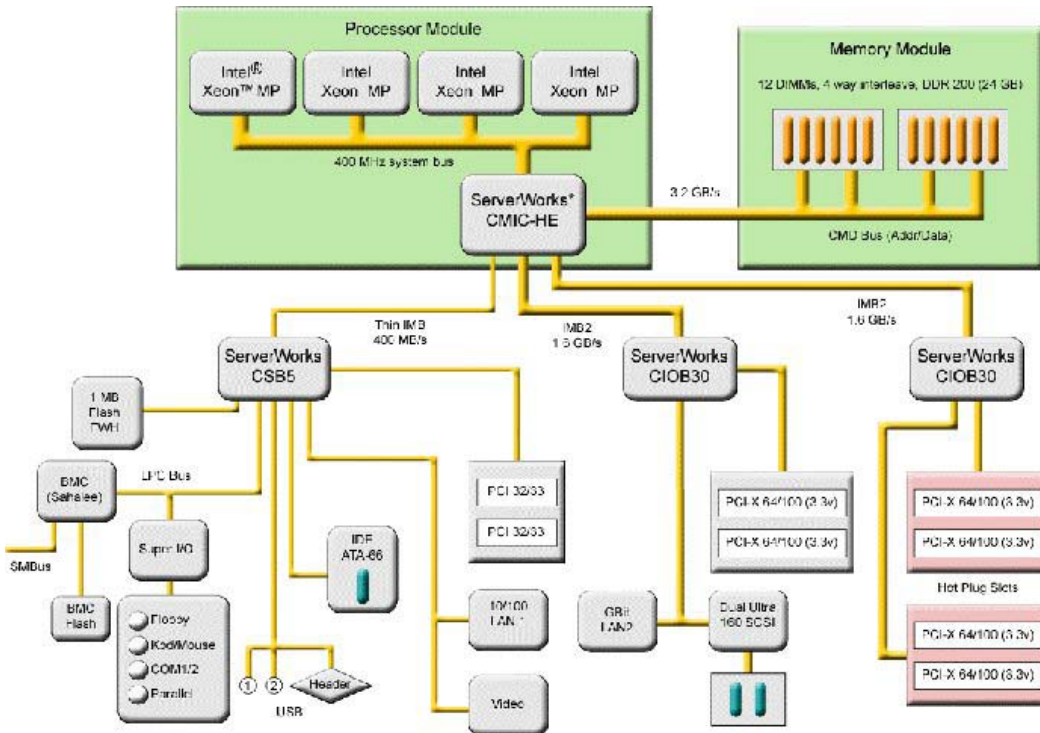 Processor Module
Intel®
Xeon™ MP
Intel
Xeon MP
Intel
Xeon MP
Intel
Xeon MP
400 MHz system bus
ServerWorks*
CMIC-HE
Memory Module
12 DIMMs, 4 way interleave, DDR 200 (24 GB)
3.2 GB/s
CMD Bus (Addr/Data)
Thin IMB
400 MB/s
IMB2
1.6 GB/s
IMB2
1.6 GB/s
ServerWorks
CSB5
ServerWorks
CIOB30
ServerWorks
CIOB30
1 MB
Flash
FWH
LPC Bus
BMC
(Sahalee)
SMBus
BMC
Flash
Super I/O
Floppy
Kbd/Mouse
COM1/2
Parallel
1
2
Header
USB
IDE
ATA-66
PCI 32/33
PCI 32/33
10/100
LAN 1
Video
GBit
LAN2
Dual Ultra
160 SCSI
PCI-X 64/100 (3.3v)
PCI-X 64/100 (3.3v)
PCI-X 64/100 (3.3v)
PCI-X 64/100 (3.3v)
Hot Plug Slots
PCI-X 64/100 (3.3v)
PCI-X 64/100 (3.3v)